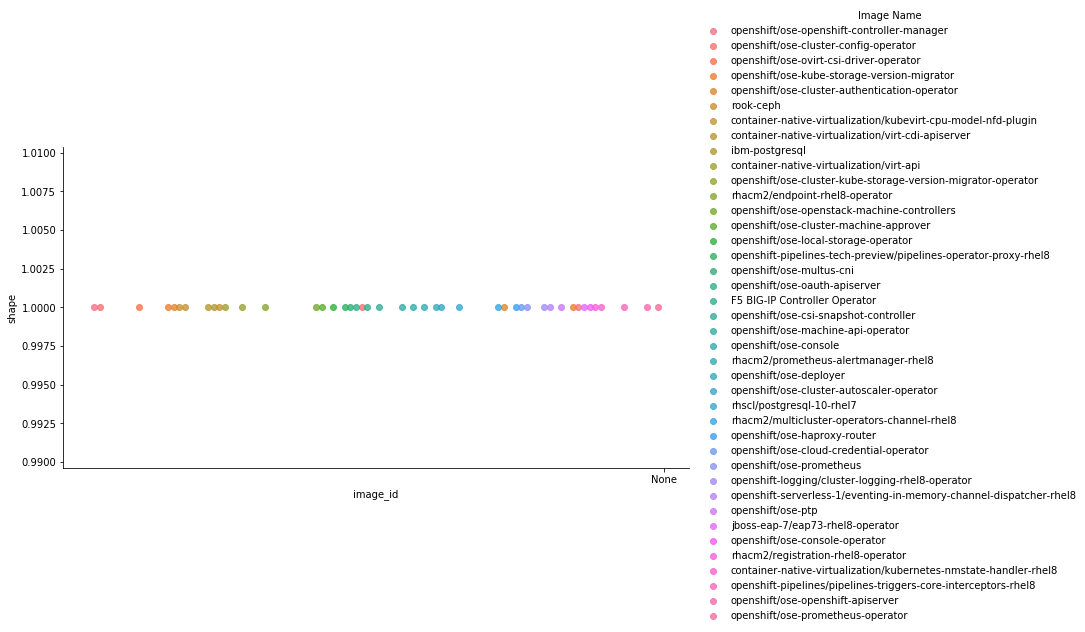 Image Name
openshift/ose-openshift-controller-manager
openshift/ose-cluster-config-operator
openshift/ose-ovirt-csi-driver-operator
openshift/ose-kube-storage-version-migrator
openshift/ose-cluster-authentication-operator
rook-ceph
container-native-virtualization/kubevirt-cpu-model-nfd-plugin
container-native-virtualization/virt-cdi-apiserver
ibm-postgresql
container-native-virtualization/virt-api
openshift/ose-cluster-kube-storage-version-migrator-operator
rhacm2/endpoint-rhel8-operator
openshift/ose-openstack-machine-controllers
openshift/ose-cluster-machine-approver
openshift/ose-local-storage-operator
openshift-pipelines-tech-preview/pipelines-operator-proxy-rhel8
openshift/ose-multus-cni
openshift/ose-oauth-apiserver
F5 BIG-IP Controller Operator
openshift/ose-csi-snapshot-controller
openshift/ose-machine-api-operator
openshift/ose-console
rhacm2/prometheus-alertmanager-rhel8
openshift/ose-deployer
openshift/ose-cluster-autoscaler-operator
rhscl/postgresql-10-rhel7
rhacm2/multicluster-operators-channel-rhel8
openshift/ose-haproxy-router
openshift/ose-cloud-credential-operator
openshift/ose-prometheus
openshift-logging/cluster-logging-rhel8-operator
openshift-serverless-1/eventing-in-memory-channel-dispatcher-rhel8
openshift/ose-ptp
jboss-eap-7/eap73-rhel8-operator
openshift/ose-console-operator
rhacm2/registration-rhel8-operator
container-native-virtualization/kubernetes-nmstate-handler-rhel8
openshift-pipelines/pipelines-triggers-core-interceptors-rhel8
openshift/ose-openshift-apiserver
openshift/ose-prometheus-operator
1.0100
1.0075
1.0050
1.0025
1.0000
0.9975
0.9950
0.9925
0.9900
shape
None
image_id